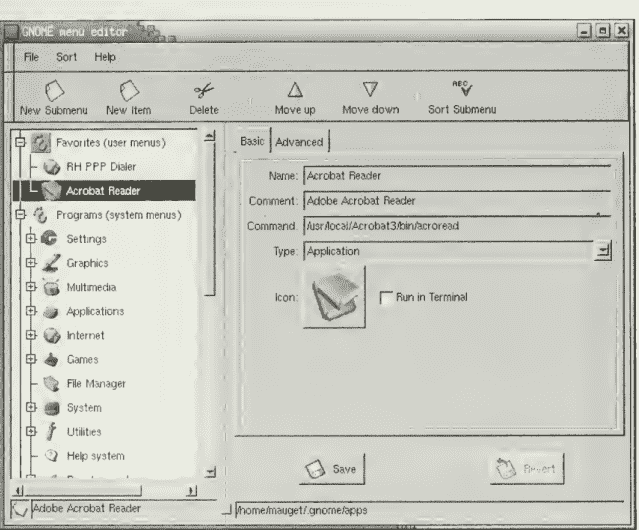 GNOME menu editor
File Sort Help
New Submenu New Item Delete Move up Move down Sort Submenu
Favorites (user menus)
RH PPP Dialer
Acrobat Reader
Programs (system menus)
Settings
Graphics
Multimedia
Applications
Internet
Games
File Manager
System
Utilities
Help system
Basic Advanced
Name: Acrobat Reader
Comment: Adobe Acrobat Reader
Command: /usr/local/Acrobat3/bin/acroread
Type: Application
Icon: Run in Terminal
Save Revert
Adobe Acrobat Reader /home/mauget/.gnome/apps